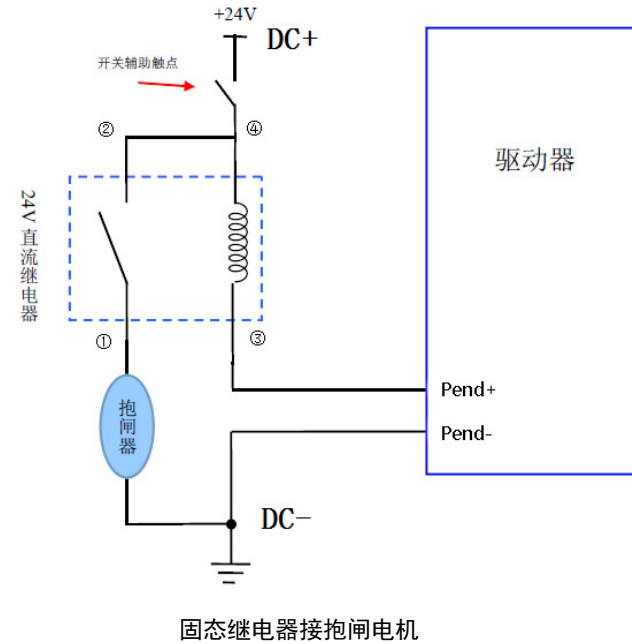 +24V
DC+
开关辅助触点
②
④
驱动器
24V 直流继电器
①
③
抱闸器
Pend+
Pend-
DC-
固态继电器接抱闸电机